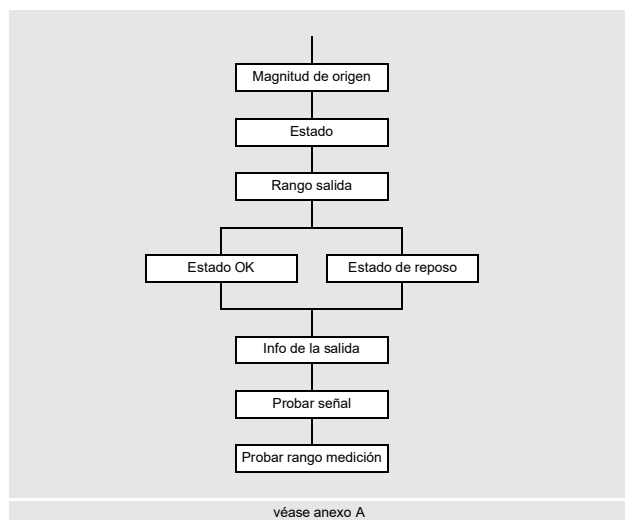 Magnitud de origen
Estado
Rango salida
Estado OK
Estado de reposo
Info de la salida
Probar señal
Probar rango medición
véase anexo A